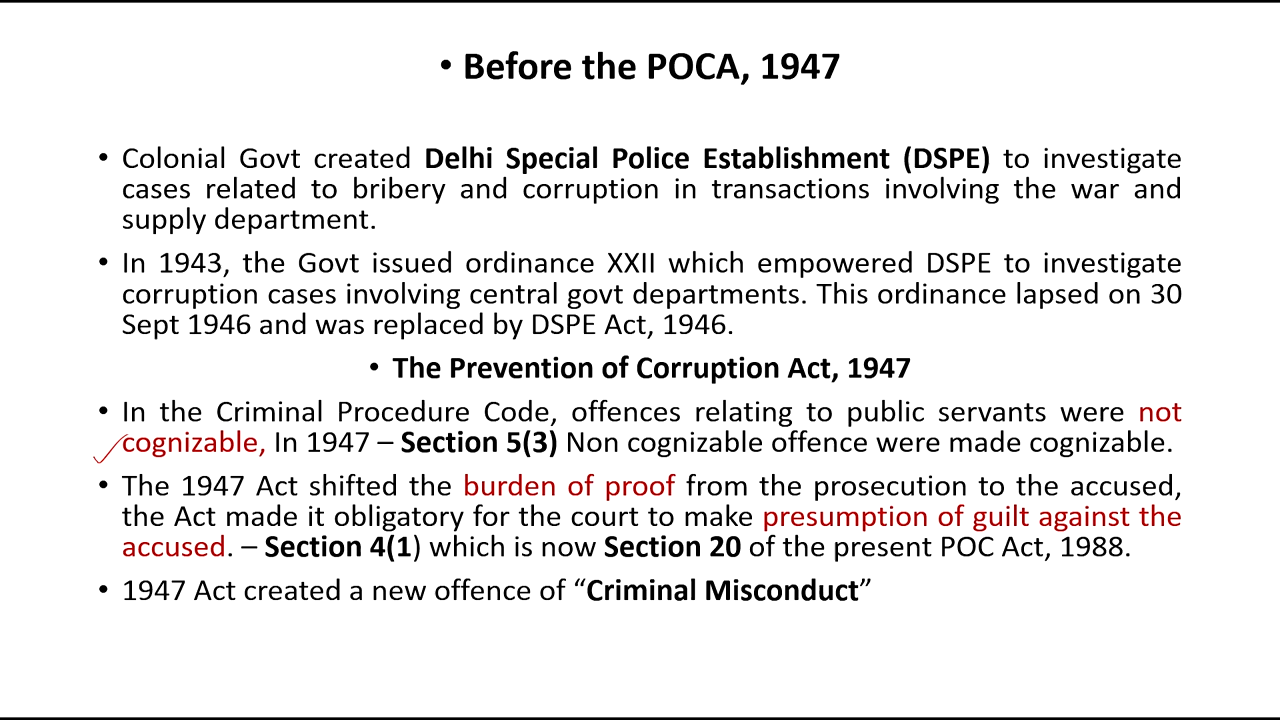 • Before the POCA, 1947
• Colonial Govt created Delhi Special Police Establishment (DSPE) to investigate
cases related to bribery and corruption in transactions involving the war and
supply department.
• In 1943, the Govt issued ordinance XXII which empowered DSPE to investigate
corruption cases involving central govt departments. This ordinance lapsed on 30
Sept 1946 and was replaced by DSPE Act, 1946.
• The Prevention of Corruption Act, 1947
• In the Criminal Procedure Code, offences relating to public servants were not
cognizable, In 1947 – Section 5(3) Non cognizable offence were made cognizable.
• The 1947 Act shifted the burden of proof from the prosecution to the accused,
the Act made it obligatory for the court to make presumption of guilt against the
accused. – Section 4(1) which is now Section 20 of the present POC Act, 1988.
• 1947 Act created a new offence of “Criminal Misconduct”